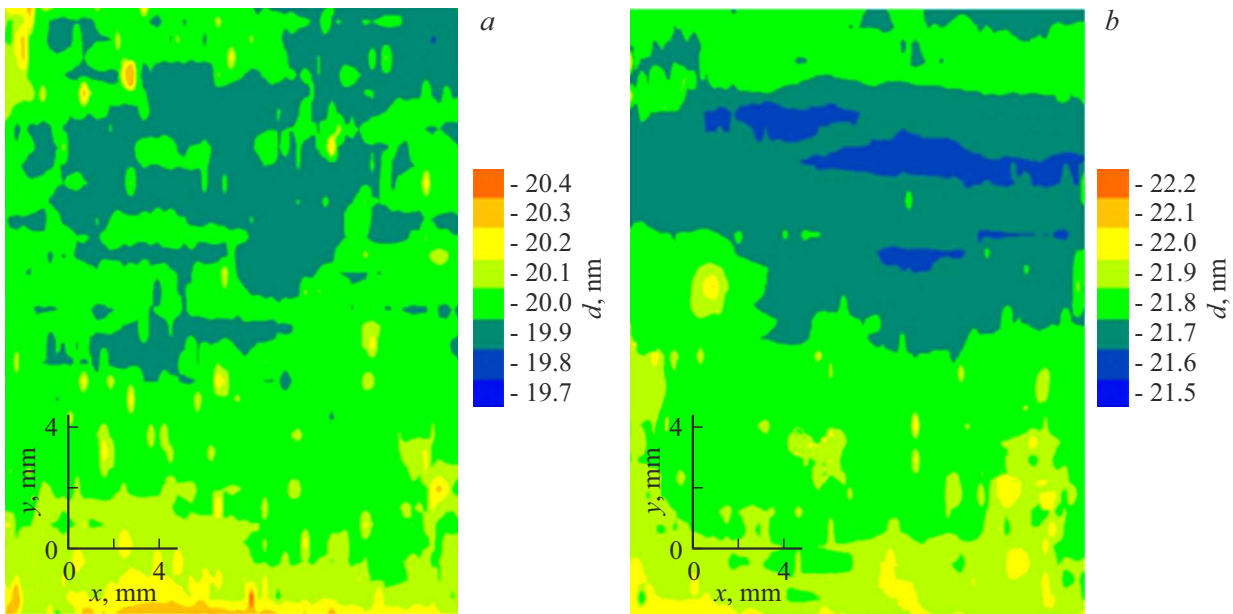 a
- 20.4
- 20.3
- 20.2
- 20.1
- 20.0
- 19.9
- 19.8
- 19.7
d, nm
4
0
y, mm
0 4
x, mm
b
- 22.2
- 22.1
- 22.0
- 21.9
- 21.8
- 21.7
- 21.6
- 21.5
d, nm
4
0
y, mm
0 4
x, mm